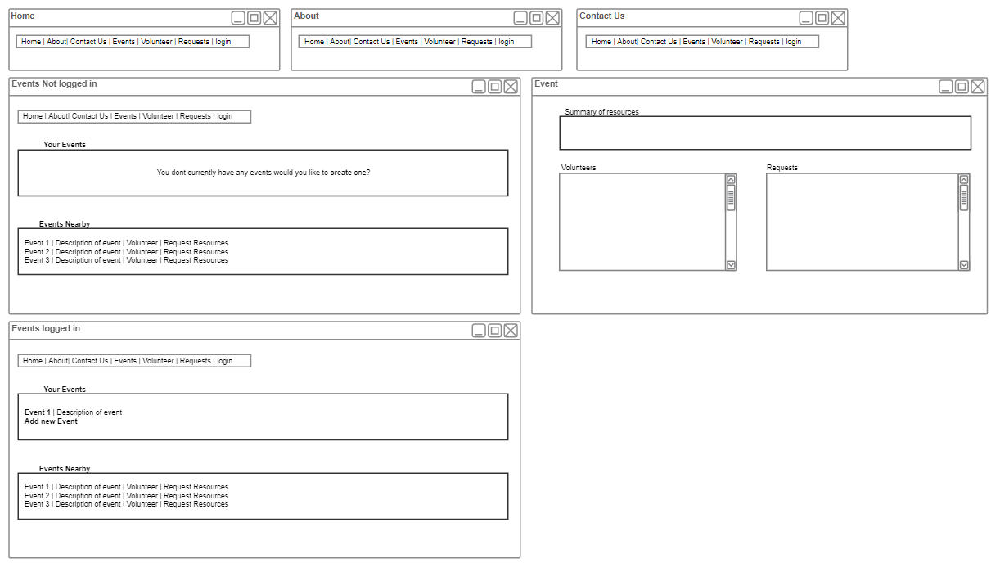 Home
Home | About| Contact Us | Events | Volunteer | Requests | login
About
Home | About| Contact Us | Events | Volunteer | Requests | login
Contact Us
Home | About| Contact Us | Events | Volunteer | Requests | login
Events Not logged in
Home | About| Contact Us | Events | Volunteer | Requests | login
Your Events
You dont currently have any events would you like to create one?
Events Nearby
Event 1 | Description of event | Volunteer | Request Resources
Event 2 | Description of event | Volunteer | Request Resources
Event 3 | Description of event | Volunteer | Request Resources
Event
Summary of resources
Volunteers
Requests
Events logged in
Home | About| Contact Us | Events | Volunteer | Requests | login
Your Events
Event 1 | Description of event
Add new Event
Events Nearby
Event 1 | Description of event | Volunteer | Request Resources
Event 2 | Description of event | Volunteer | Request Resources
Event 3 | Description of event | Volunteer | Request Resources